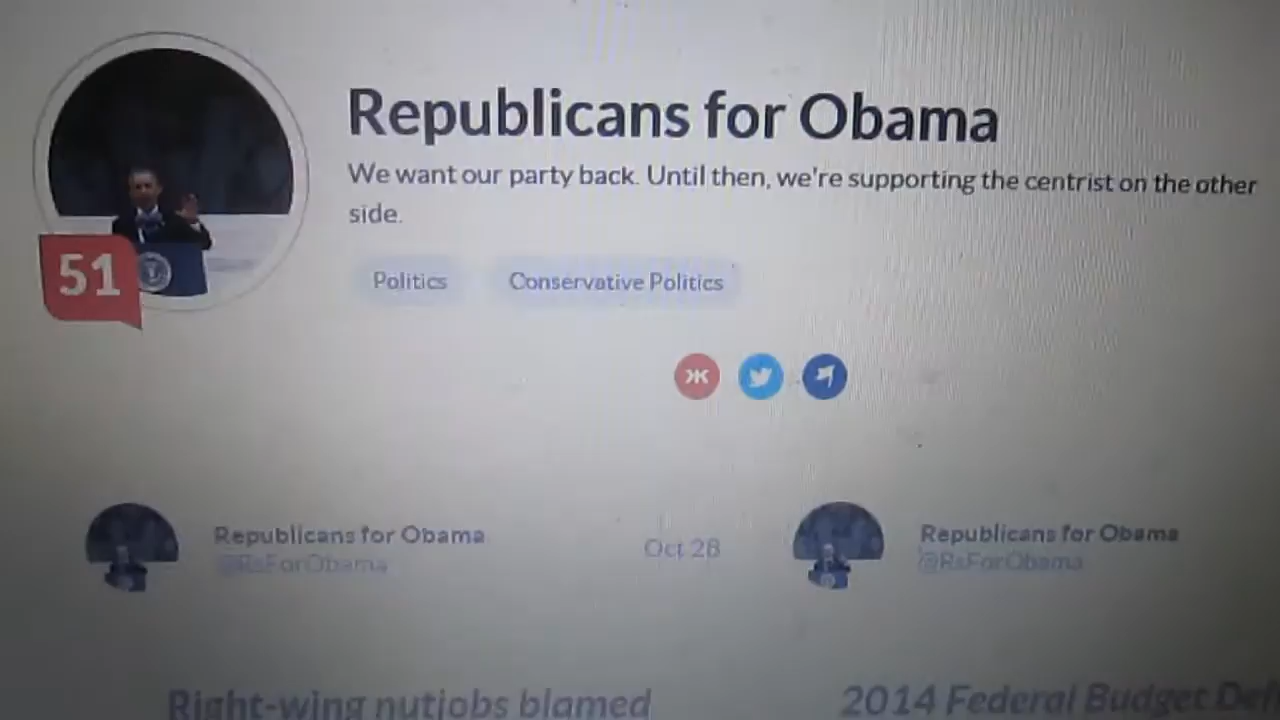 Republicans for Obama
We want our party back. Until then, we're supporting the centrist on the other
side.
51
Politics
Conservative Politics
Republicans for Obama
@RsForObama
Oct 28
Republicans for Obama
@RsForObama
Right-wing nutjobs blamed
2014 Federal Budget